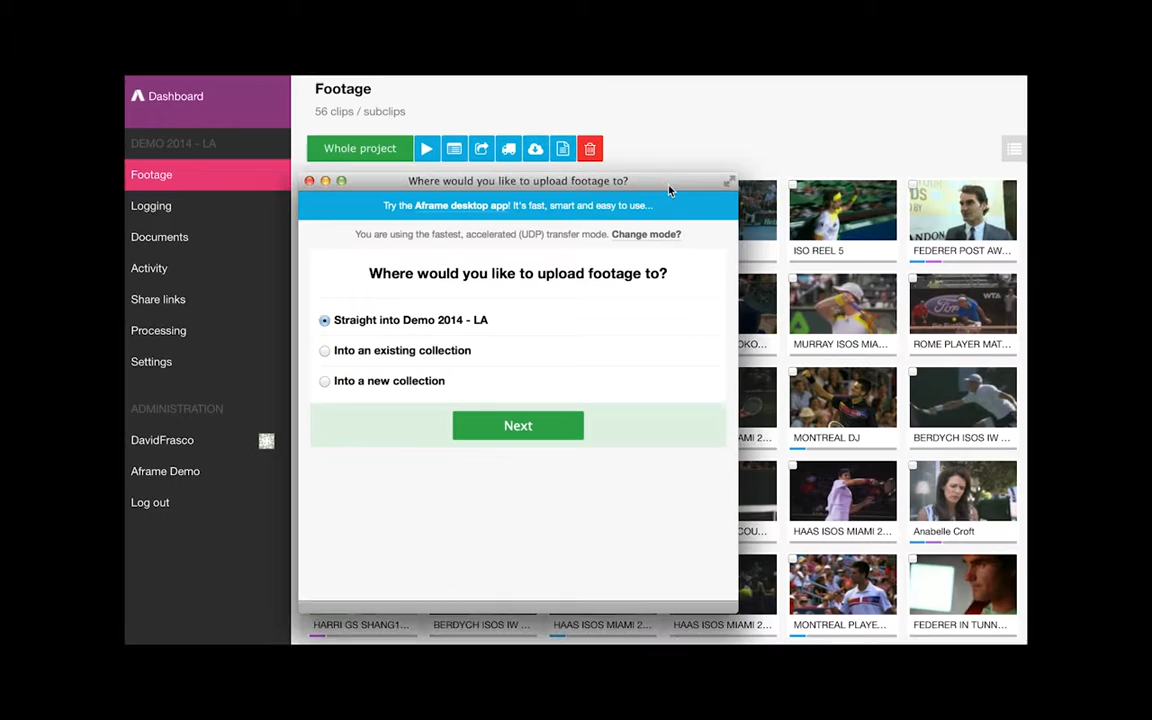 Dashboard
DEMO 2014 - LA
Footage
Logging
Documents
Activity
Share links
Processing
Settings
ADMINISTRATION
DavidFrasco
Aframe Demo
Log out
Footage
56 clips / subclips
Whole project
Where would you like to upload footage to?
Try the Aframe desktop app! It's fast, smart and easy to use...
You are using the fastest, accelerated (UDP) transfer mode. Change mode?
Where would you like to upload footage to?
Straight into Demo 2014 - LA
Into an existing collection
Into a new collection
Next
ISO REEL 5
FEDERER POST AW...
OKO...
MURRAY ISOS MIA...
ROME PLAYER MAT...
AMI 2...
MONTREAL DJ
BERDYCH ISOS IW ...
COU...
HAAS ISOS MIAMI 2...
Anabelle Croft
HARRI GS SHANG1...
BERDYCH ISOS IW ...
HAAS ISOS MIAMI 2...
HAAS ISOS MIAMI 2...
MONTREAL PLAYE...
FEDERER IN TUNN...